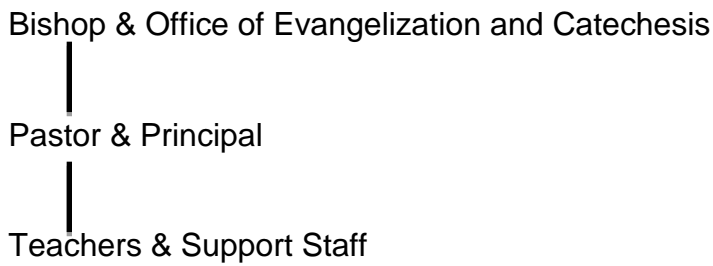 Bishop & Office of Evangelization and Catechesis
Pastor & Principal
Teachers & Support Staff